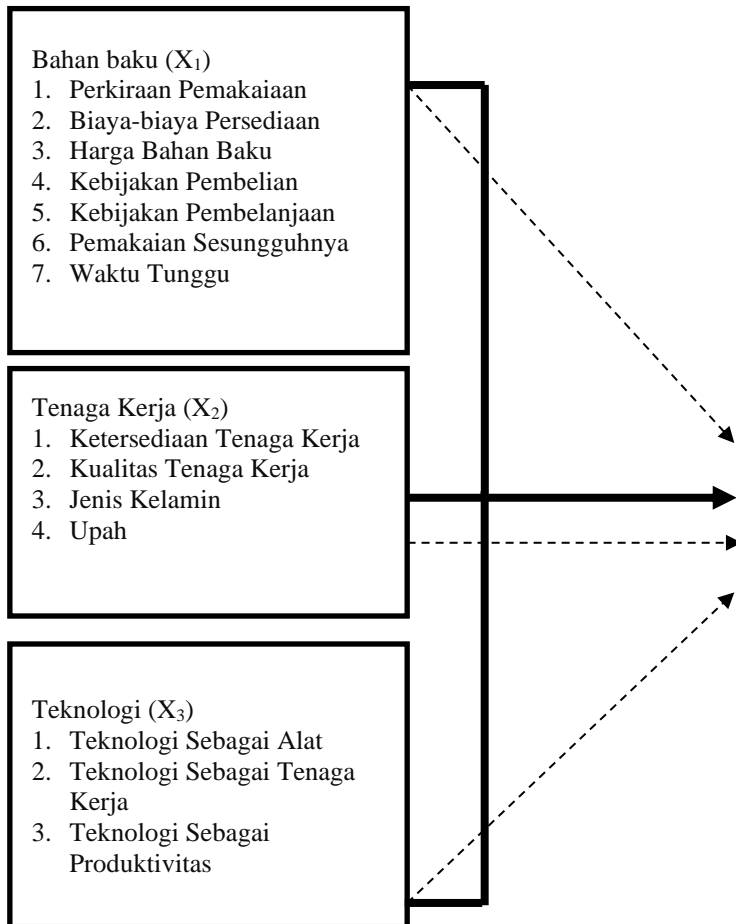 Bahan baku (X₁)
1. Perkiraan Pemakaiaan
2. Biaya-biaya Persediaan
3. Harga Bahan Baku
4. Kebijakan Pembelian
5. Kebijakan Pembelanjaan
6. Pemakaian Sesungguhnya
7. Waktu Tunggu
Tenaga Kerja (X₂)
1. Ketersediaan Tenaga Kerja
2. Kualitas Tenaga Kerja
3. Jenis Kelamin
4. Upah
Teknologi (X₃)
1. Teknologi Sebagai Alat
2. Teknologi Sebagai Tenaga
Kerja
3. Teknologi Sebagai
Produktivitas